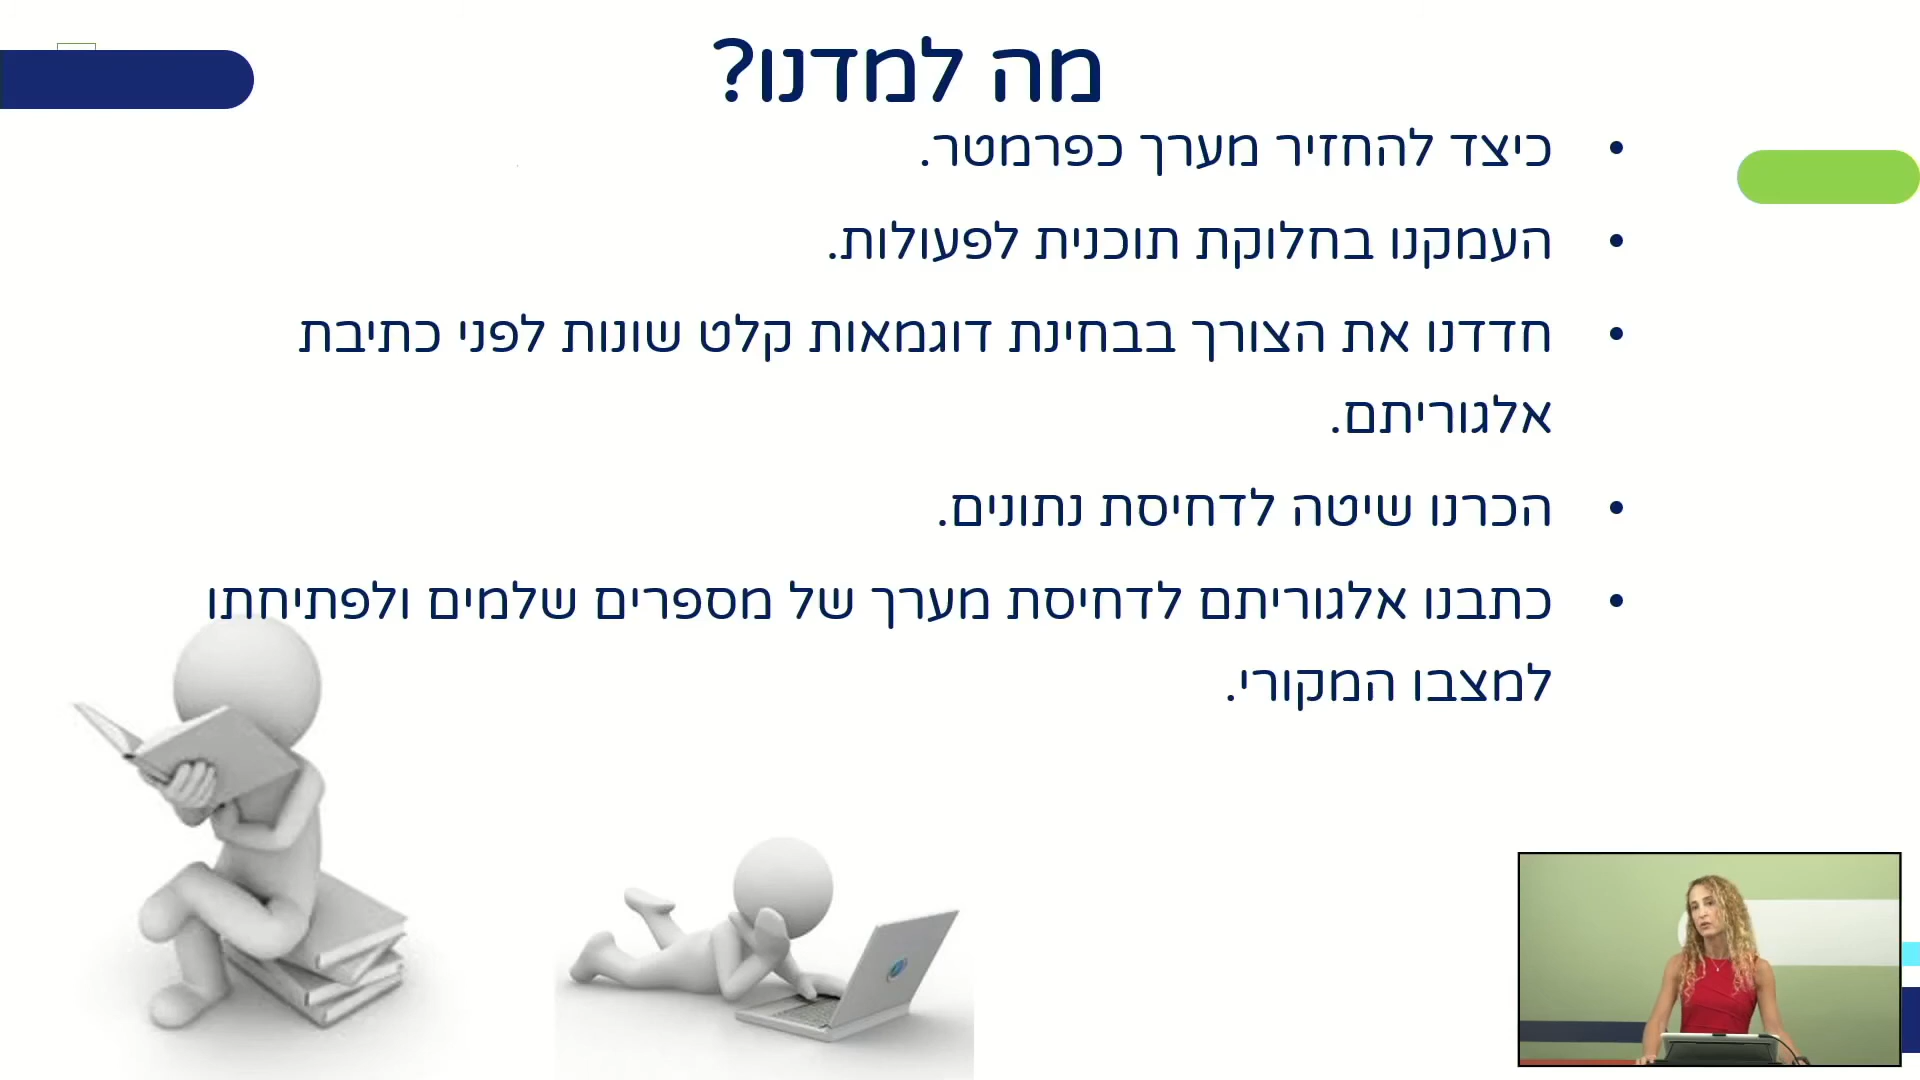 מה למדנו?
• כיצד להחזיר מערך כפרמטר.
• העמקנו בחלוקת תוכנית לפעולות.
• חדדנו את הצורך בבחינת דוגמאות קלט שונות לפני כתיבת
אלגוריתם.
• הכרנו שיטה לדחיסת נתונים.
• כתבנו אלגוריתם לדחיסת מערך של מספרים שלמים ולפתיחתו
למצבו המקורי.